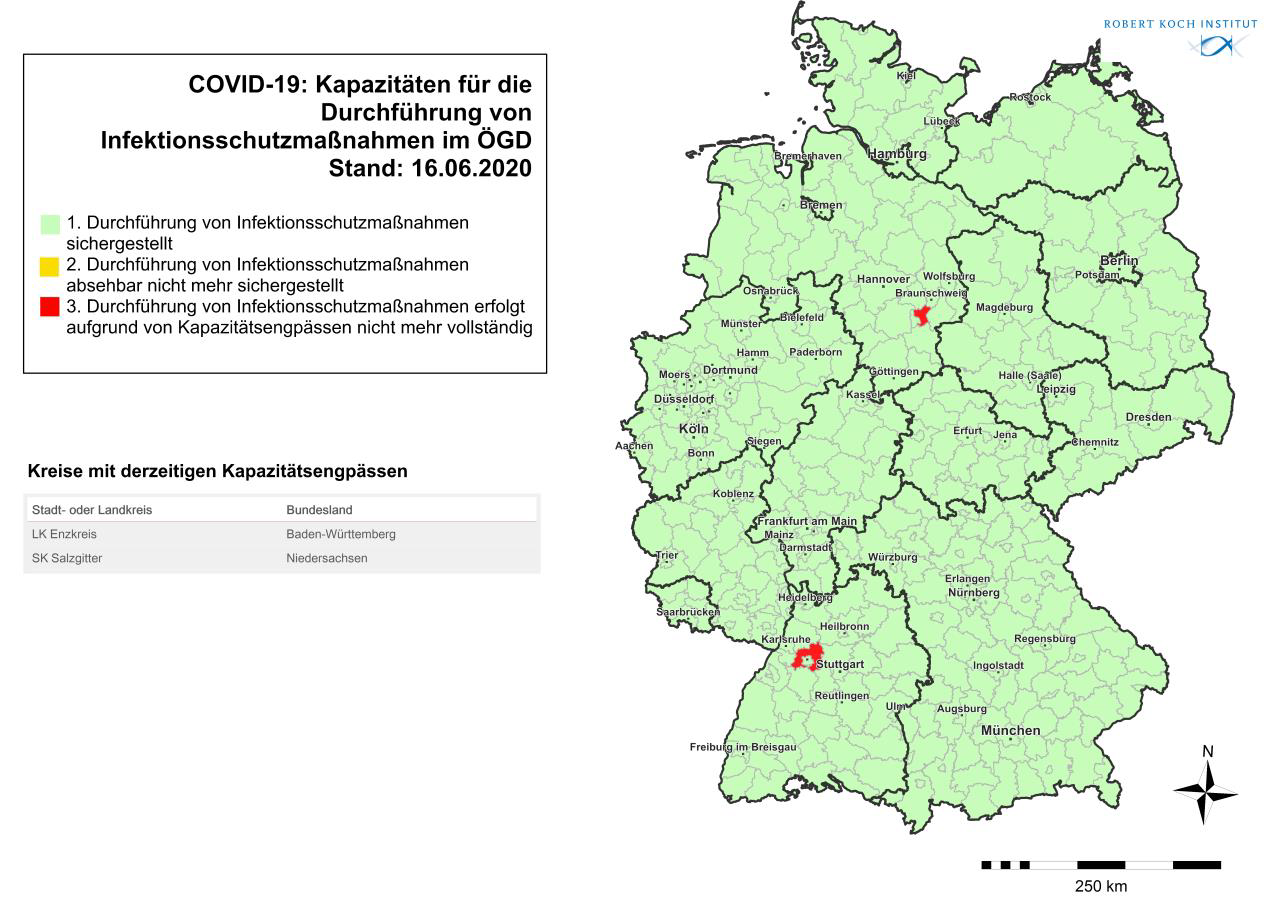 ROBERT KOCH INSTITUT
COVID-19: Kapazitäten für die
Durchführung von
Infektionsschutzmaßnahmen im ÖGD
Stand: 16.06.2020
1. Durchführung von Infektionsschutzmaßnahmen
sichergestellt
2. Durchführung von Infektionsschutzmaßnahmen
absehbar nicht mehr sichergestellt
3. Durchführung von Infektionsschutzmaßnahmen erfolgt
aufgrund von Kapazitätsengpässen nicht mehr vollständig
Kreise mit derzeitigen Kapazitätsengpässen
Stadt- oder Landkreis Bundesland
LK Enzkreis Baden-Württemberg
SK Salzgitter Niedersachsen
Kiel
Rostock
Lübeck
Hamburg
Bremerhaven
Bremen
Berlin
Potsdam
Hannover
Wolfsburg
Braunschweig
Osnabrück
Magdeburg
Bielefeld
Münster
Hamm
Paderborn
Moers
Dortmund
Göttingen
Halle (Saale)
Leipzig
Kassel
Düsseldorf
Dresden
Köln
Erfurt
Jena
Chemnitz
Aachen
Siegen
Bonn
Koblenz
Frankfurt am Main
Mainz
Darmstadt
Trier
Würzburg
Erlangen
Nürnberg
Heidelberg
Saarbrücken
Heilbronn
Karlsruhe
Regensburg
Stuttgart
Ingolstadt
Reutlingen
Ulm
Augsburg
München
Freiburg im Breisgau
N
250 km